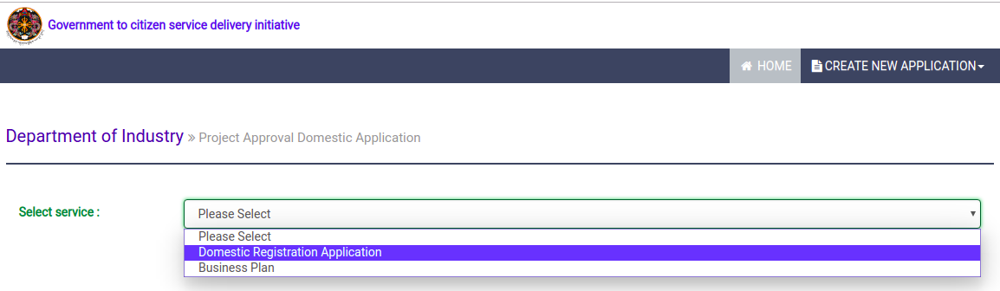 Government to citizen service delivery initiative
HOME CREATE NEW APPLICATION
Department of Industry » Project Approval Domestic Application
Select service : Please Select
Please Select
Domestic Registration Application
Business Plan